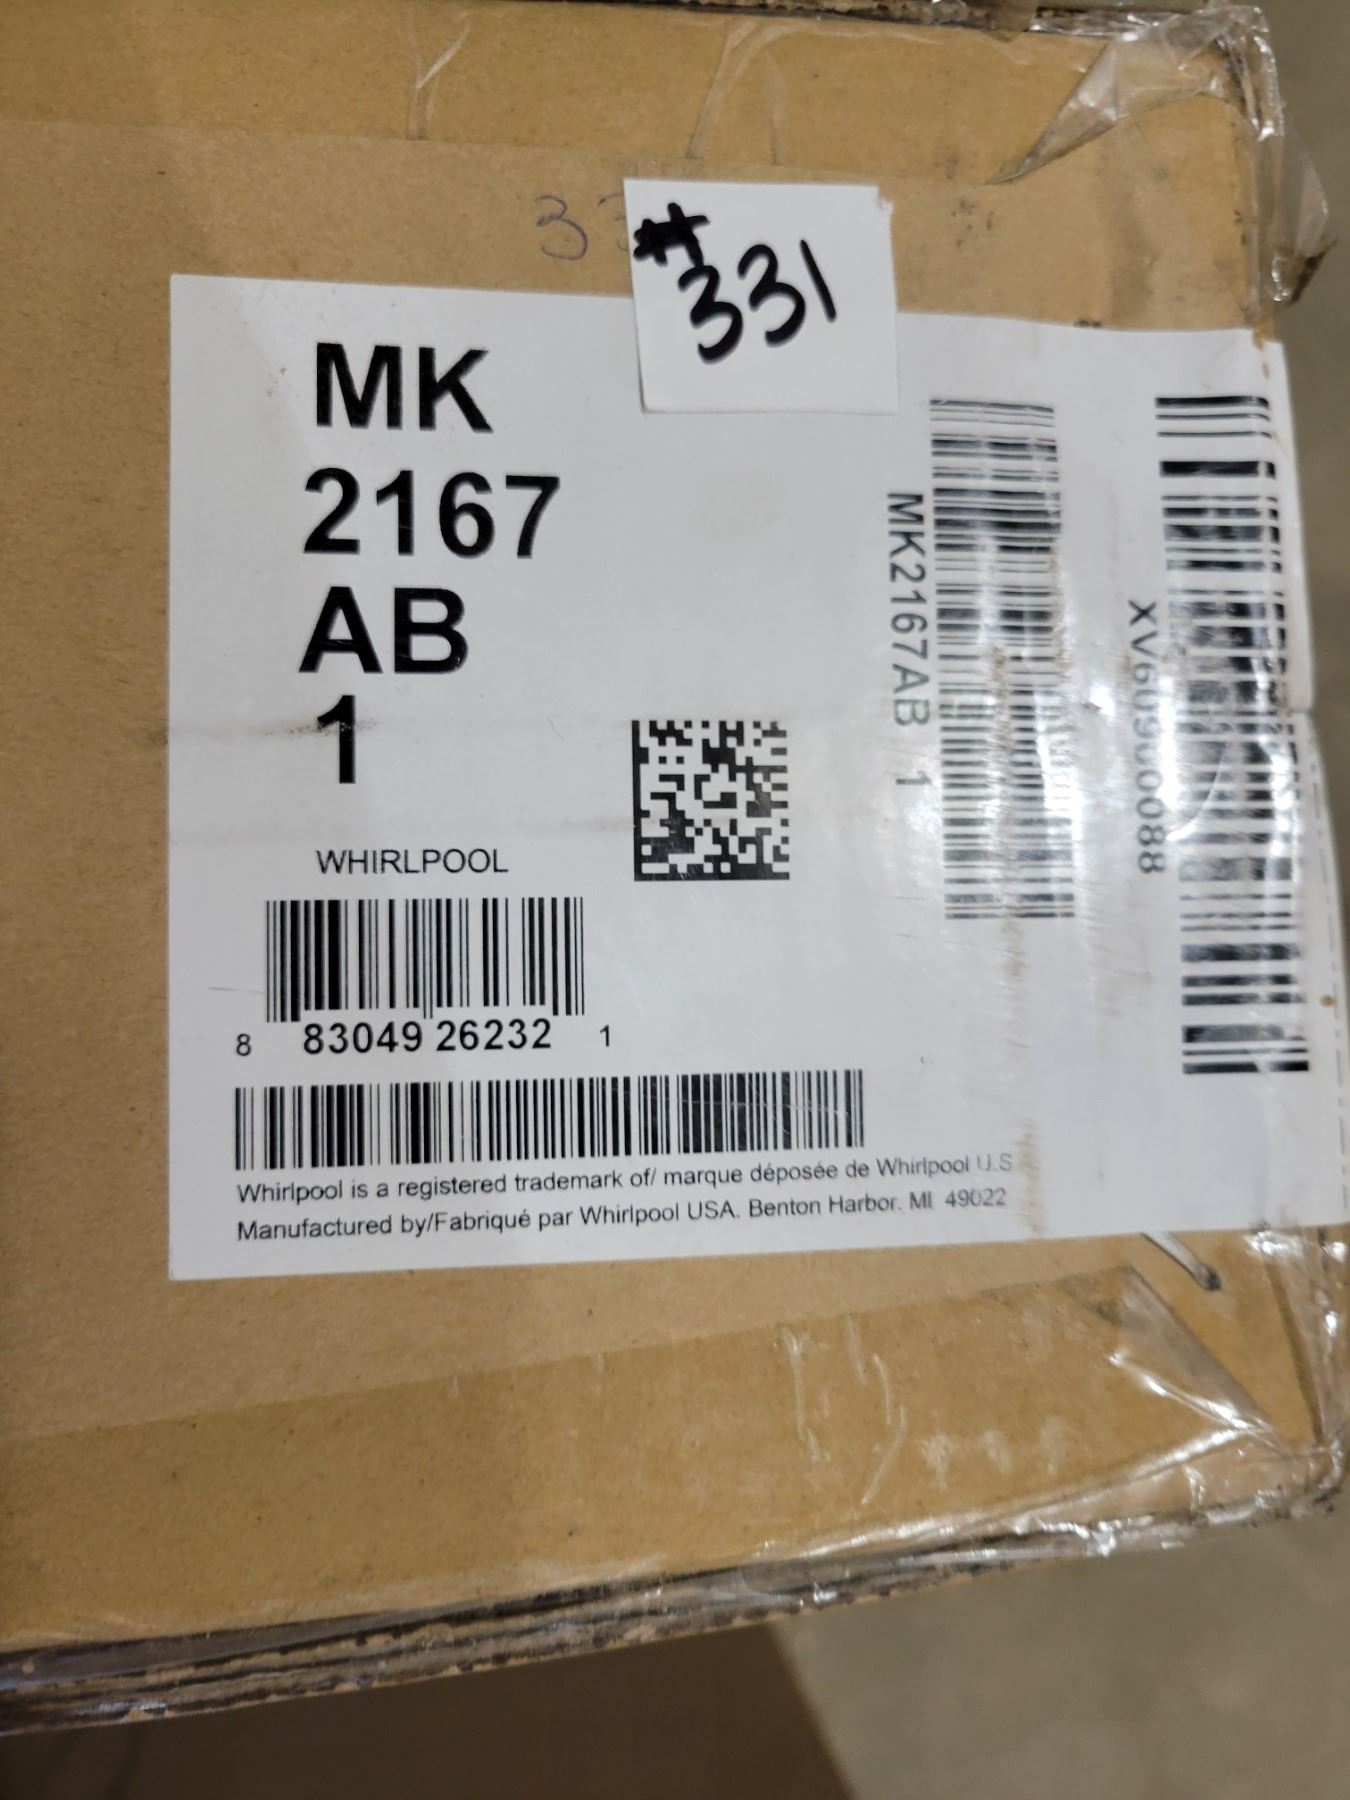 #331
MK
2167
AB
1
WHIRLPOOL
8 83049 26232 1
Whirlpool is a registered trademark of/ marque déposée de Whirlpool U.S
Manufactured by/Fabriqué par Whirlpool USA. Benton Harbor. MI 49022
MK2167AB 1
XV60900088